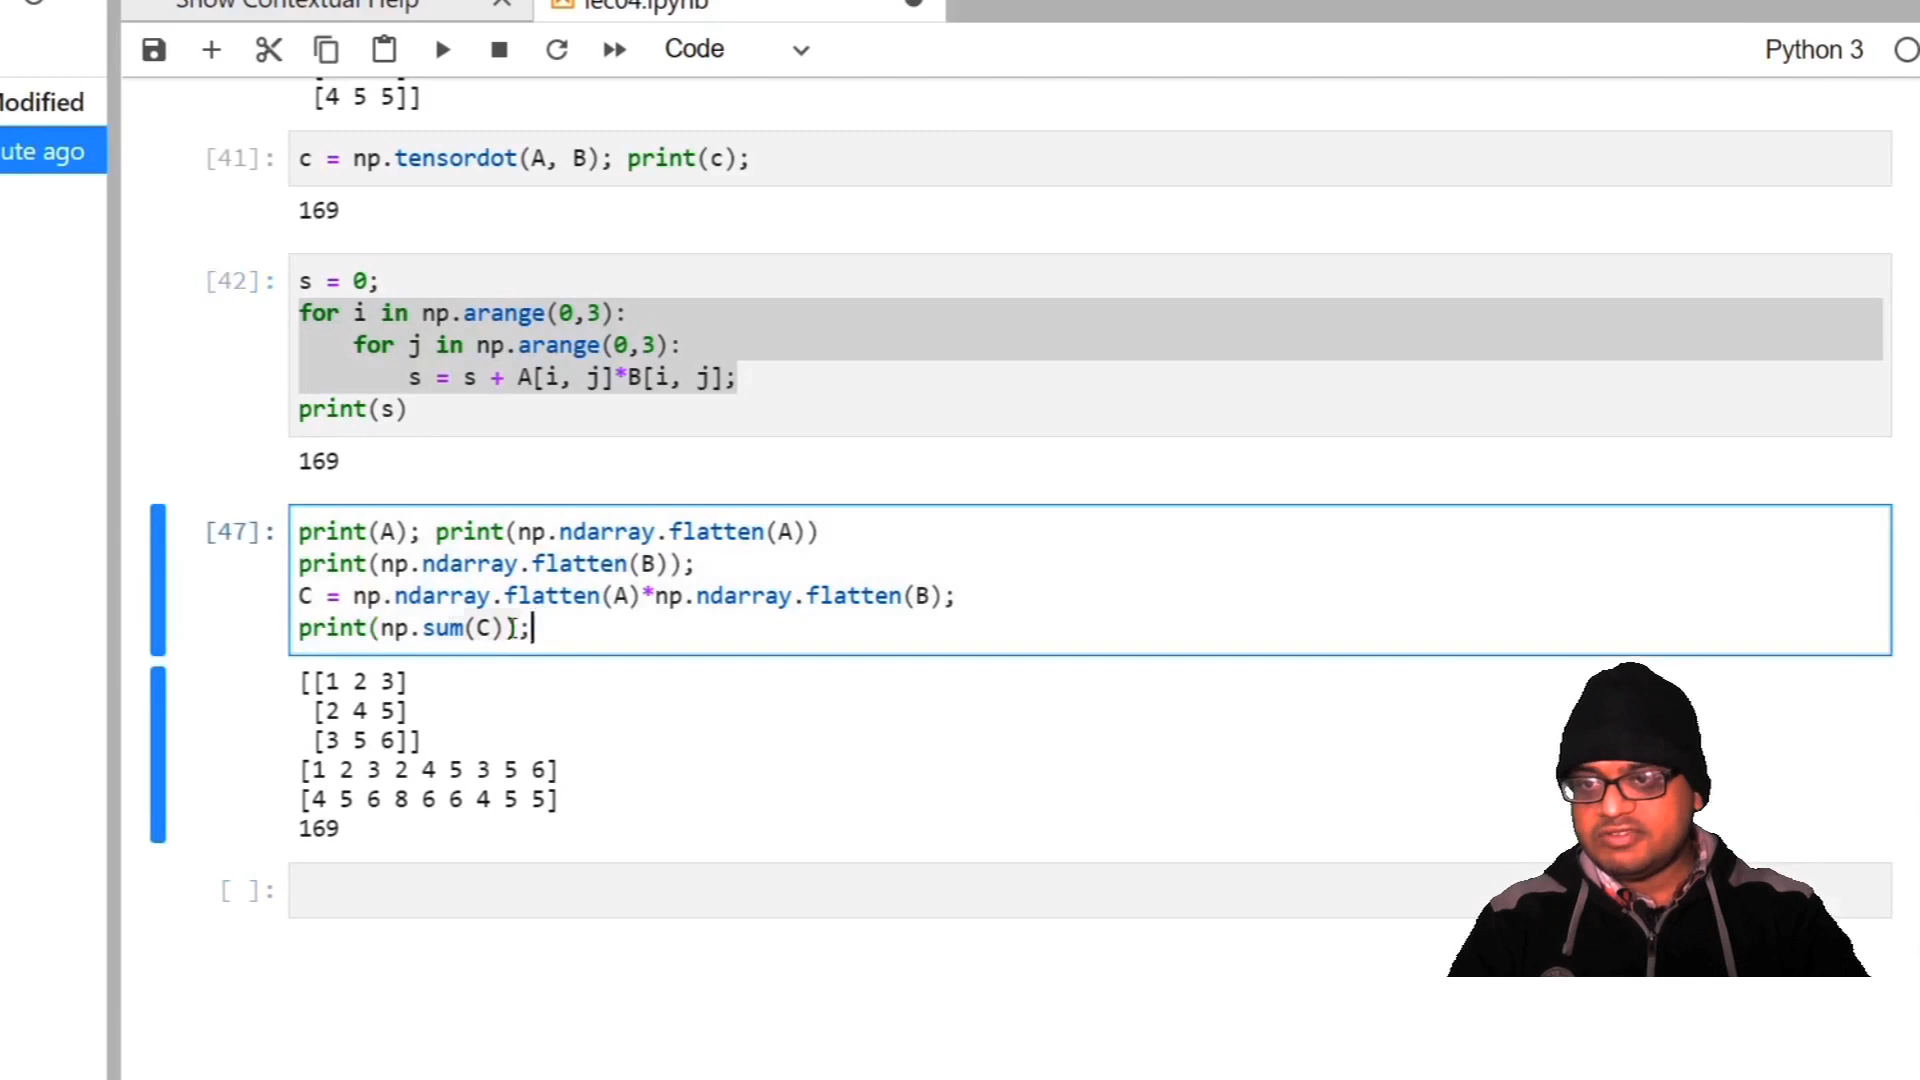 Show Contextual Help
lec04.ipynb
Code
Python 3
Modified
ute ago
[4 5 5]]
[41]: c = np.tensordot(A, B); print(c);
169
[42]: s = 0;
for i in np.arange(0,3):
for j in np.arange(0,3):
s = s + A[i, j]*B[i, j];
print(s)
169
[47]: print(A); print(np.ndarray.flatten(A))
print(np.ndarray.flatten(B));
C = np.ndarray.flatten(A)*np.ndarray.flatten(B);
print(np.sum(C));
[[1 2 3]
[2 4 5]
[3 5 6]]
[1 2 3 2 4 5 3 5 6]
[4 5 6 8 6 6 4 5 5]
169
[ ]: